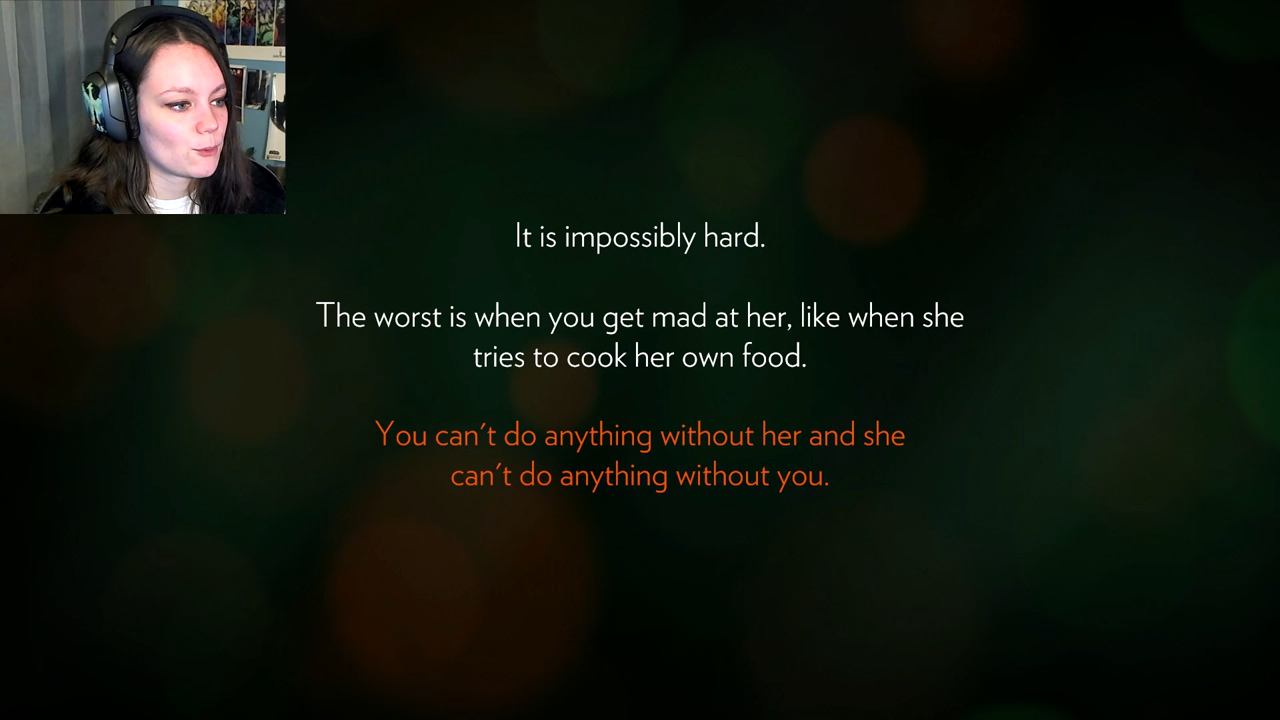 It is impossibly hard.
The worst is when you get mad at her, like when she
tries to cook her own food.
You can't do anything without her and she
can't do anything without you.